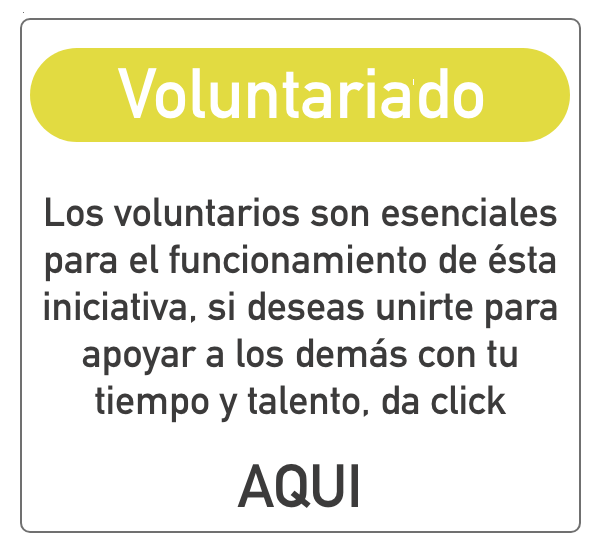 Voluntariado
Los voluntarios son esenciales
para el funcionamiento de ésta
iniciativa, si deseas unirte para
apoyar a los demás con tu
tiempo y talento, da click
AQUI